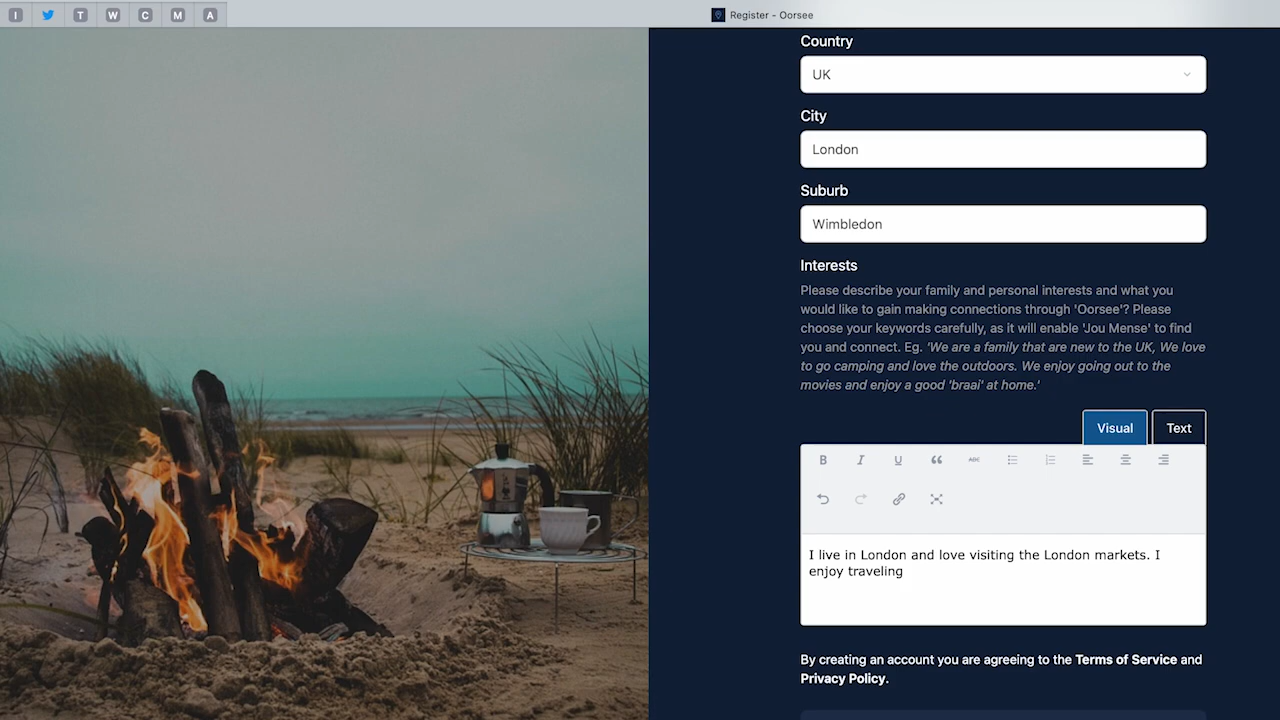 I T W C M A
Register - Oorsee
Country
UK
City
London
Suburb
Wimbledon
Interests
Please describe your family and personal interests and what you
would like to gain making connections through 'Oorsee'? Please
choose your keywords carefully, as it will enable 'Jou Mense' to find
you and connect. Eg. 'We are a family that are new to the UK, We love
to go camping and love the outdoors. We enjoy going out to the
movies and enjoy a good 'braai' at home.'
Visual Text
B I U “ ABC
I live in London and love visiting the London markets. I
enjoy traveling
By creating an account you are agreeing to the Terms of Service and
Privacy Policy.